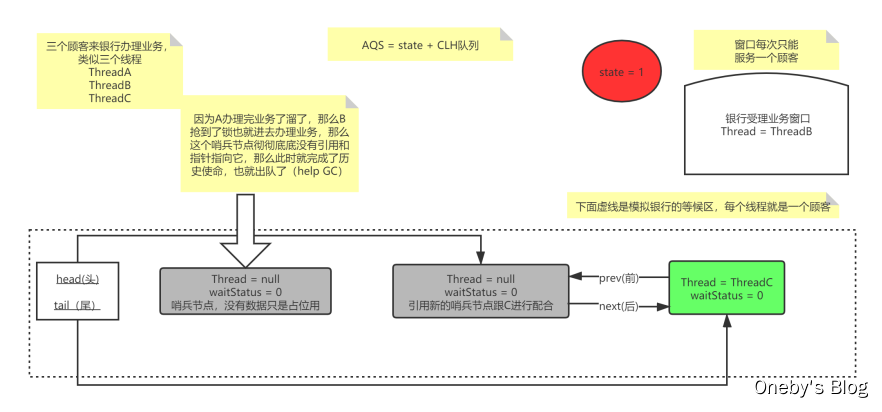 三个顾客来银行办理业务，
类似三个线程
ThreadA
ThreadB
ThreadC
AQS = state + CLH队列
state = 1
窗口每次只能
服务一个顾客
因为A办理完业务了溜了，那么B
抢到了锁也就进去办理业务，那么
这个哨兵节点彻彻底底没有引用和
指针指向它，那么此时就完成了历
史使命，也就出队了（help GC）
银行受理业务窗口
Thread = ThreadB
下面虚线是模拟银行的等候区，每个线程就是一个顾客
head(头)
tail（尾）
Thread = null
waitStatus = 0
哨兵节点，没有数据只是占位用
Thread = null
waitStatus = 0
引用新的哨兵节点跟C进行配合
prev(前)
next(后)
Thread = ThreadC
waitStatus = 0
Oneby's Blog